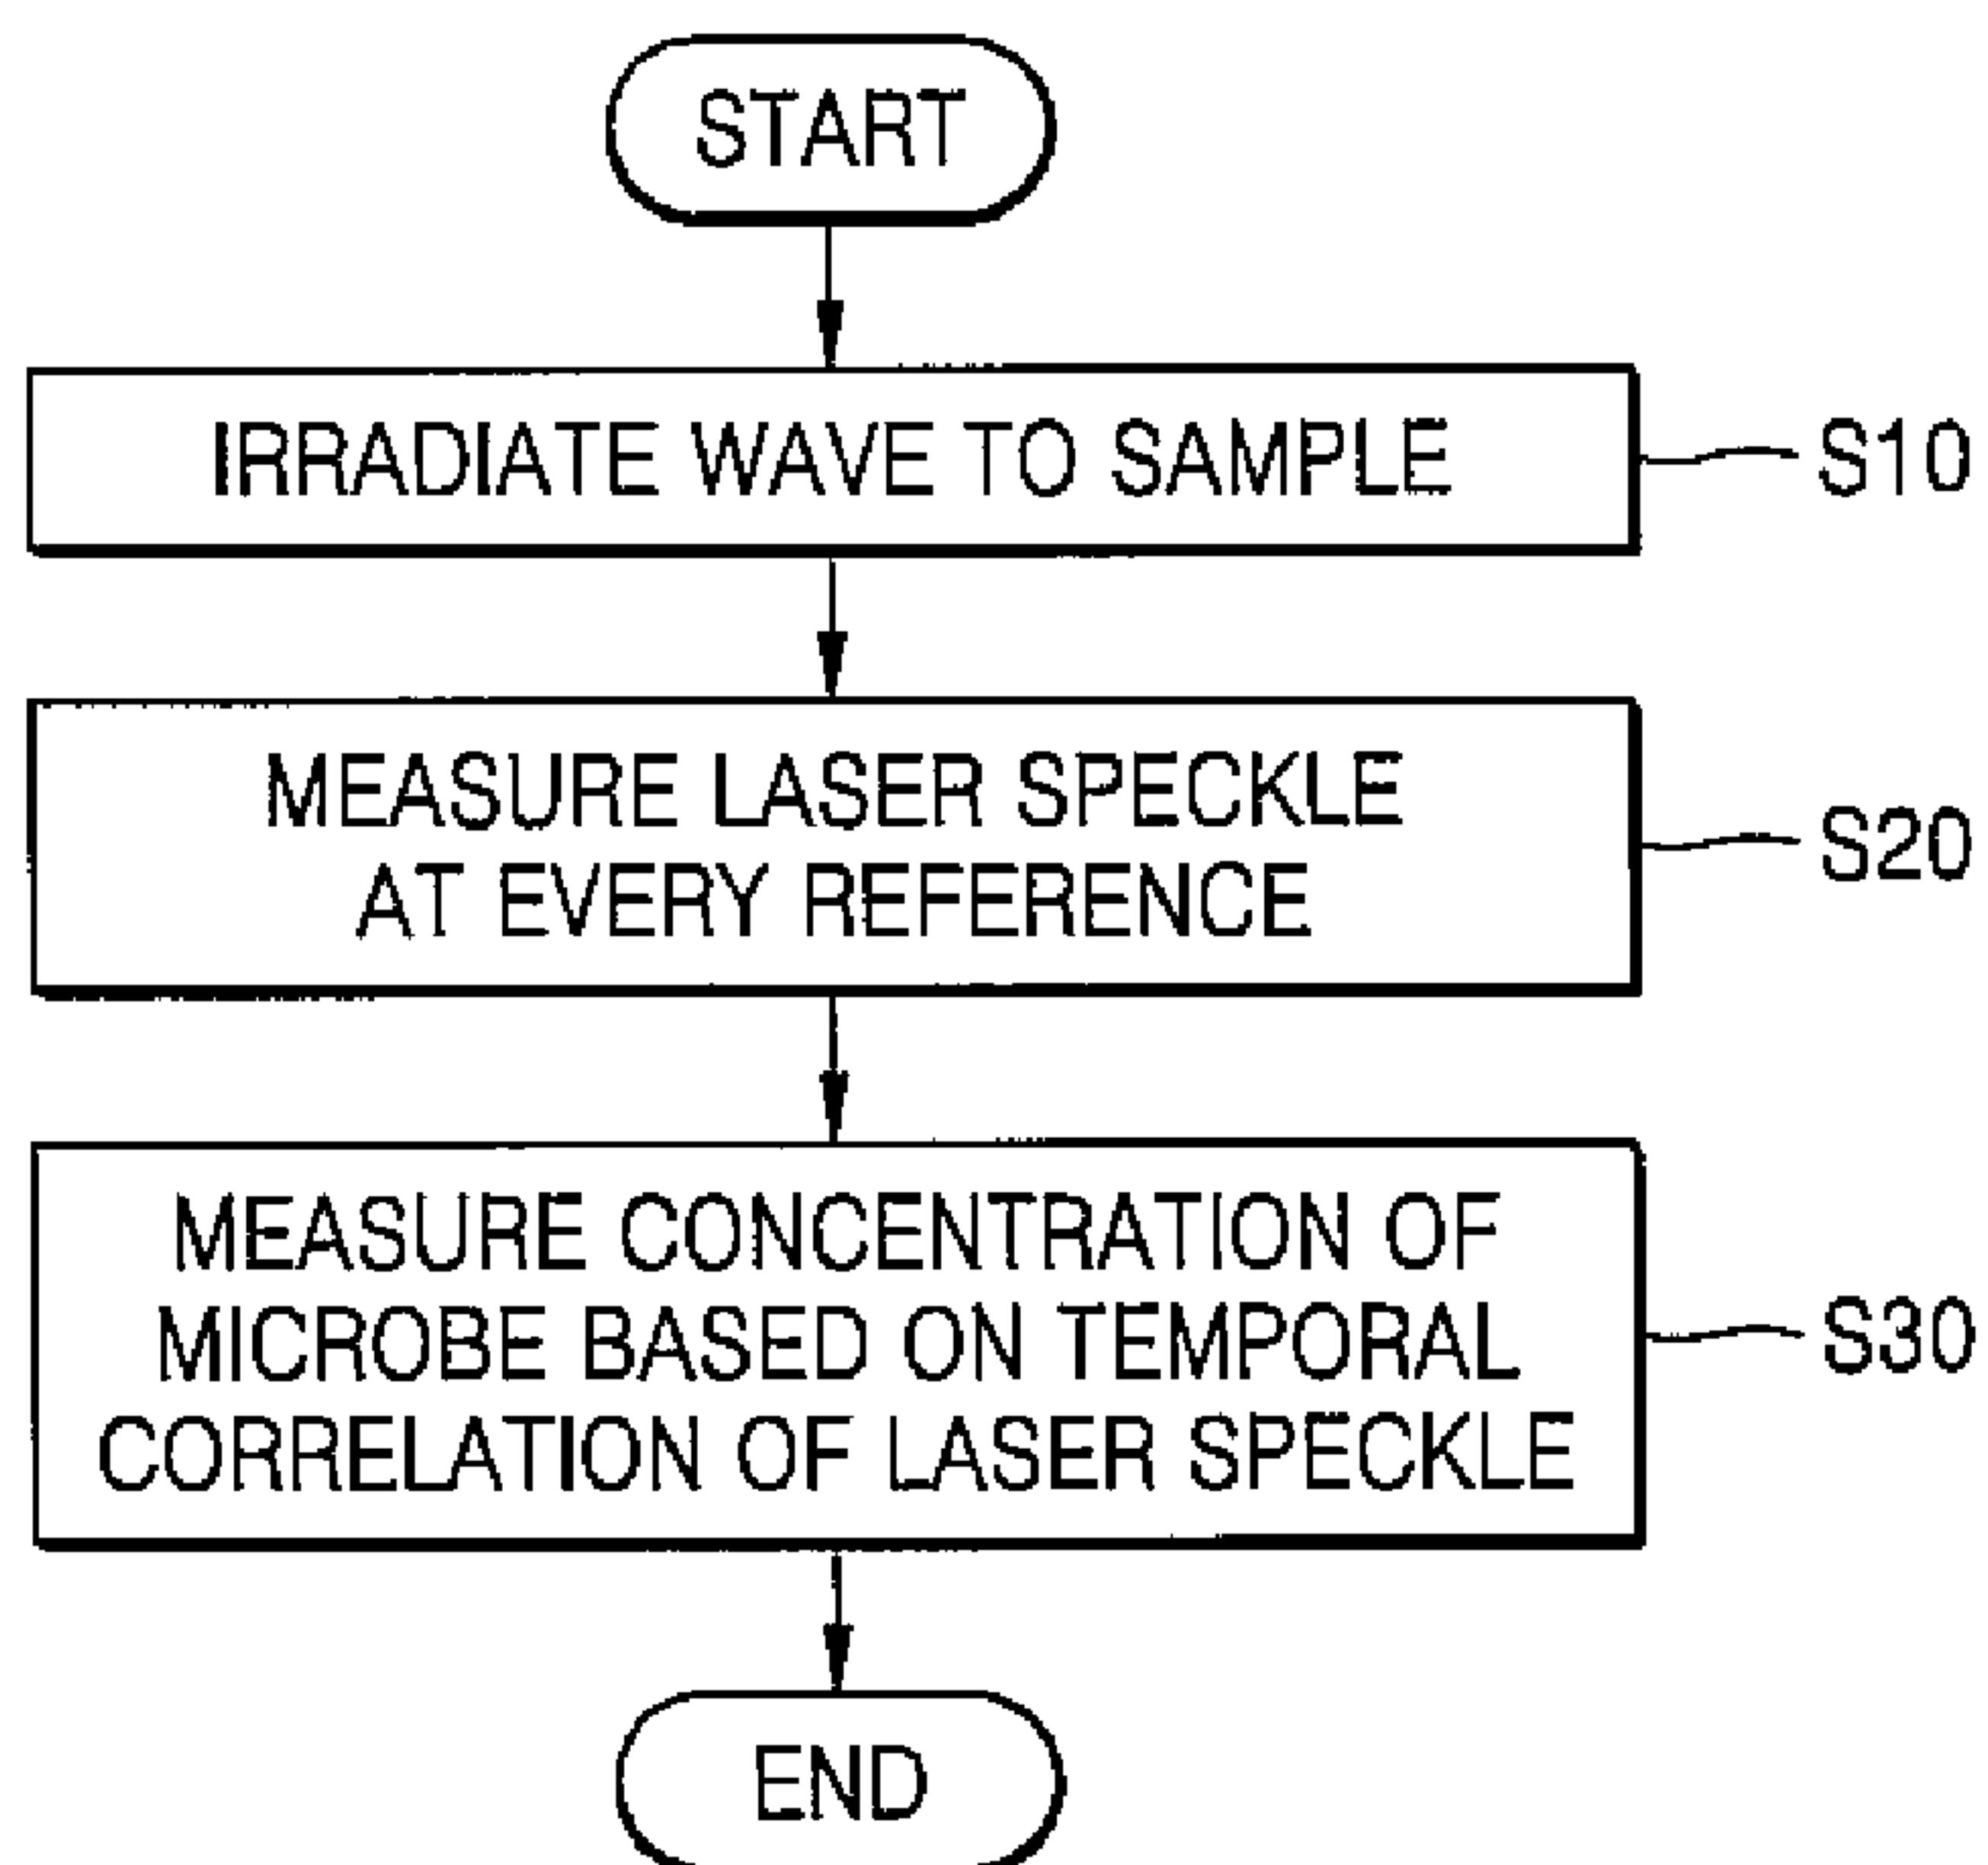 START
IRRADIATE WAVE TO SAMPLE
S10
MEASURE LASER SPECKLE
AT EVERY REFERENCE
S20
MEASURE CONCENTRATION OF
MICROBE BASED ON TEMPORAL
CORRELATION OF LASER SPECKLE
S30
END